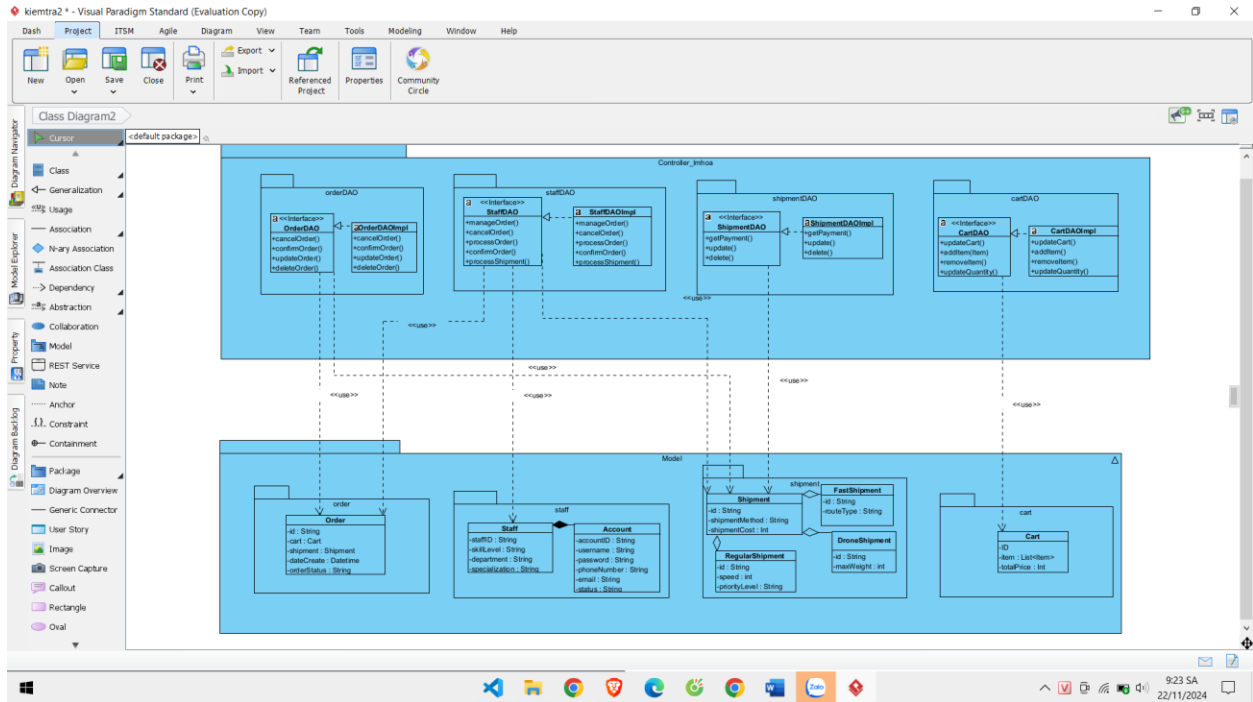 kiemtra2 * - Visual Paradigm Standard (Evaluation Copy)
Dash Project ITSM Agile Diagram View Team Tools Modeling Window Help
New Open Save Close Print Export Import Referenced Project Properties Community Circle
Class Diagram2
Diagram Navigator
Model Explorer
Property
Diagram Backlog
Cursor
Class
Generalization
Usage
Association
N-ary Association
Association Class
Dependency
Abstraction
Collaboration
Model
REST Service
Note
Anchor
Constraint
Containment
Package
Diagram Overview
Generic Connector
User Story
Image
Screen Capture
Callout
Rectangle
Oval
<default package>
Controller_lmhoa
orderDAO
<<Interface>>
OrderDAO
+cancelOrder()
+confirmOrder()
+updateOrder()
+deleteOrder()
OrderDAOImpl
+cancelOrder()
+confirmOrder()
+updateOrder()
+deleteOrder()
staffDAO
<<Interface>>
StaffDAO
+manageOrder()
+cancelOrder()
+processOrder()
+confirmOrder()
+processShipment()
StaffDAOImpl
+manageOrder()
+cancelOrder()
+processOrder()
+confirmOrder()
+processShipment()
shipmentDAO
<<Interface>>
ShipmentDAO
+getPayment()
+update()
+delete()
ShipmentDAOImpl
+getPayment()
+update()
+delete()
cartDAO
<<Interface>>
CartDAO
+updateCart()
+addItem(Item)
+removeItem()
+updateQuantity()
CartDAOImpl
+updateCart()
+addItem()
+removeItem()
+updateQuantity()
<<use>>
<<use>>
<<use>>
<<use>>
<<use>>
<<use>>
<<use>>
Model
order
Order
-id : String
-cart : Cart
-shipment : Shipment
-dateCreate : Datetime
-orderStatus : String
staff
Staff
-staffID : String
-skillLevel : String
-department : String
-specialization : String
Account
-accountID : String
-username : String
-password : String
-phoneNumber : String
-email : String
-status : String
shipment
Shipment
-id : String
-shipmentMethod : String
-shipmentCost : Int
FastShipment
-id : String
-routeType : String
DroneShipment
-id : String
-maxWeight : int
RegularShipment
-id : String
-speed : int
-priorityLevel : String
cart
Cart
-ID
-item : List<Item>
-totalPrice : Int
Zalo
9:23 SA
22/11/2024